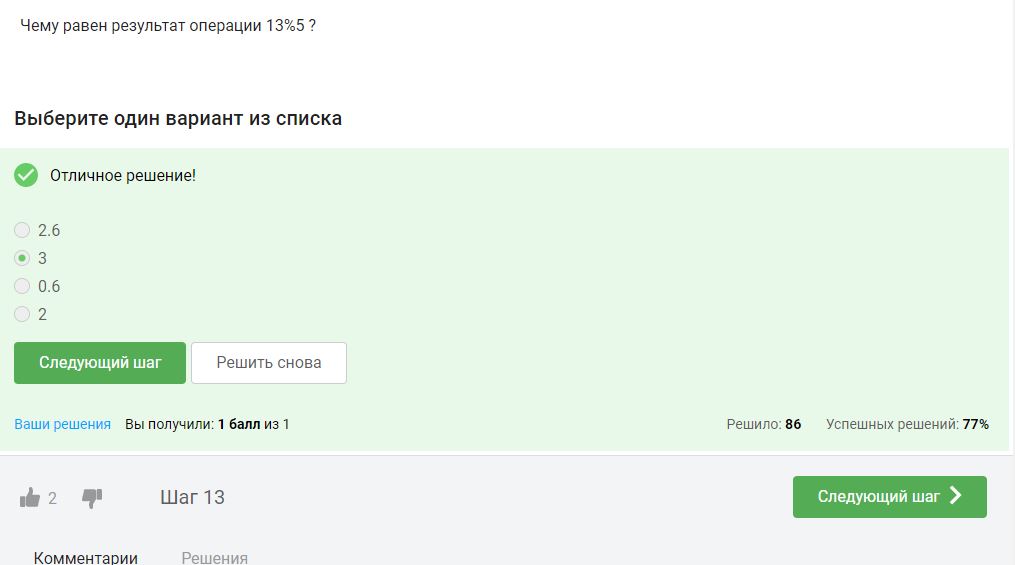 Чему равен результат операции 13%5 ?
Выберите один вариант из списка
Отличное решение!
2.6
3
0.6
2
Следующий шаг Решить снова
Ваши решения Вы получили: 1 балл из 1 Решило: 86 Успешных решений: 77%
2 Шаг 13 Следующий шаг
Комментарии Решения